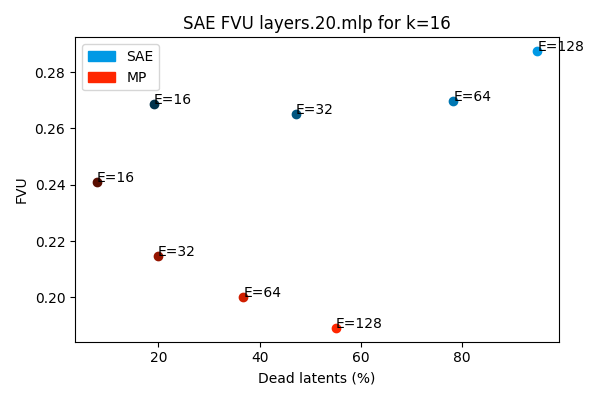 SAE FVU layers.20.mlp for k=16
SAE
MP
E=128
E=16
E=32
E=64
E=16
E=32
E=64
E=128
0.28
0.26
0.24
0.22
0.20
FVU
20
40
60
80
Dead latents (%)